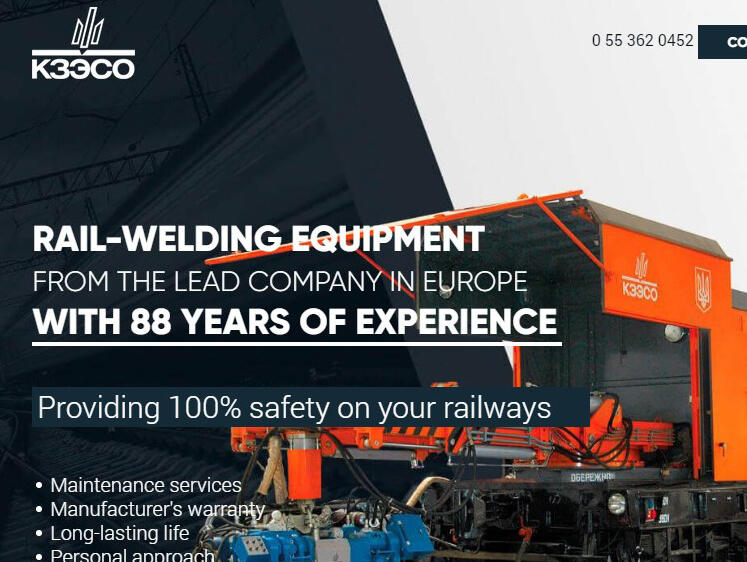 КЗЭСО
0 55 362 0452
CO
RAIL-WELDING EQUIPMENT
FROM THE LEAD COMPANY IN EUROPE
WITH 88 YEARS OF EXPERIENCE
КЗЭСО
Providing 100% safety on your railways
ОБЕРЕЖНО!
• Maintenance services
• Manufacturer's warranty
• Long-lasting life
• Personal approach